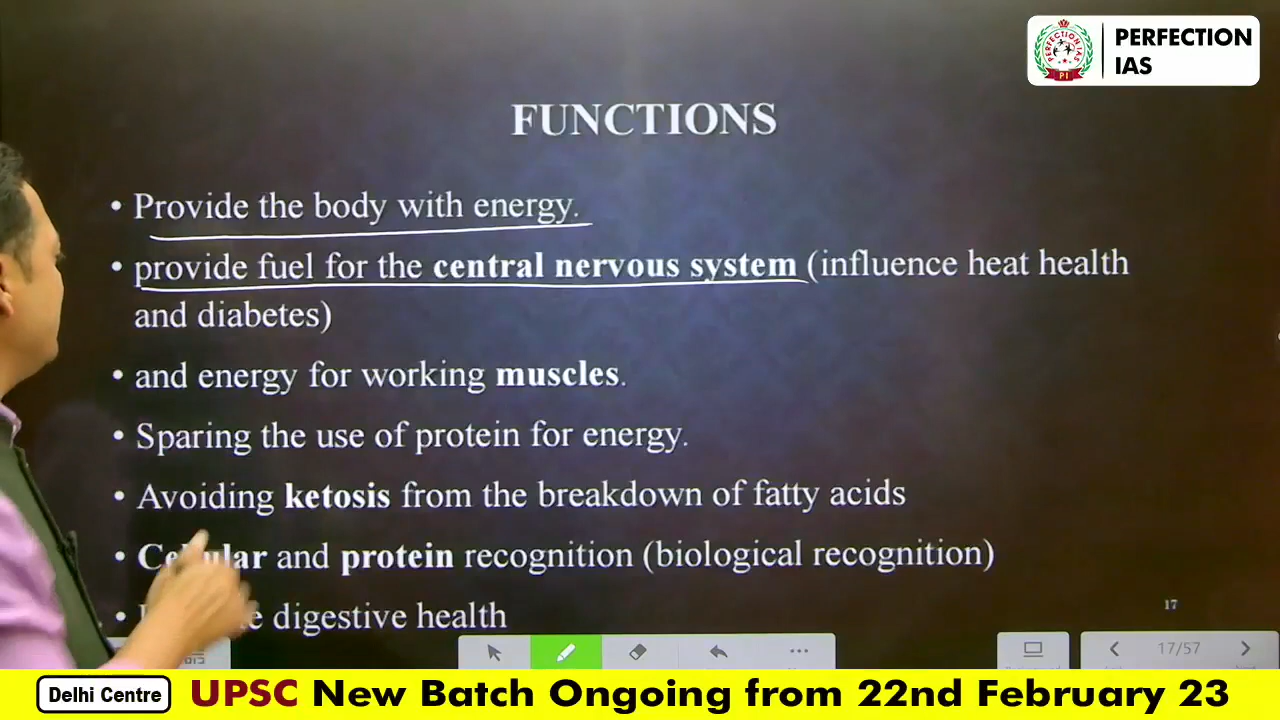 PERFECTION
IAS
PERFECTION IAS
PI
FUNCTIONS
• Provide the body with energy.
• provide fuel for the central nervous system (influence heat health
and diabetes)
• and energy for working muscles.
• Sparing the use of protein for energy.
• Avoiding ketosis from the breakdown of fatty acids
• and protein recognition (biological recognition)
• digestive health
17
17/57
Delhi Centre UPSC New Batch Ongoing from 22nd February 23